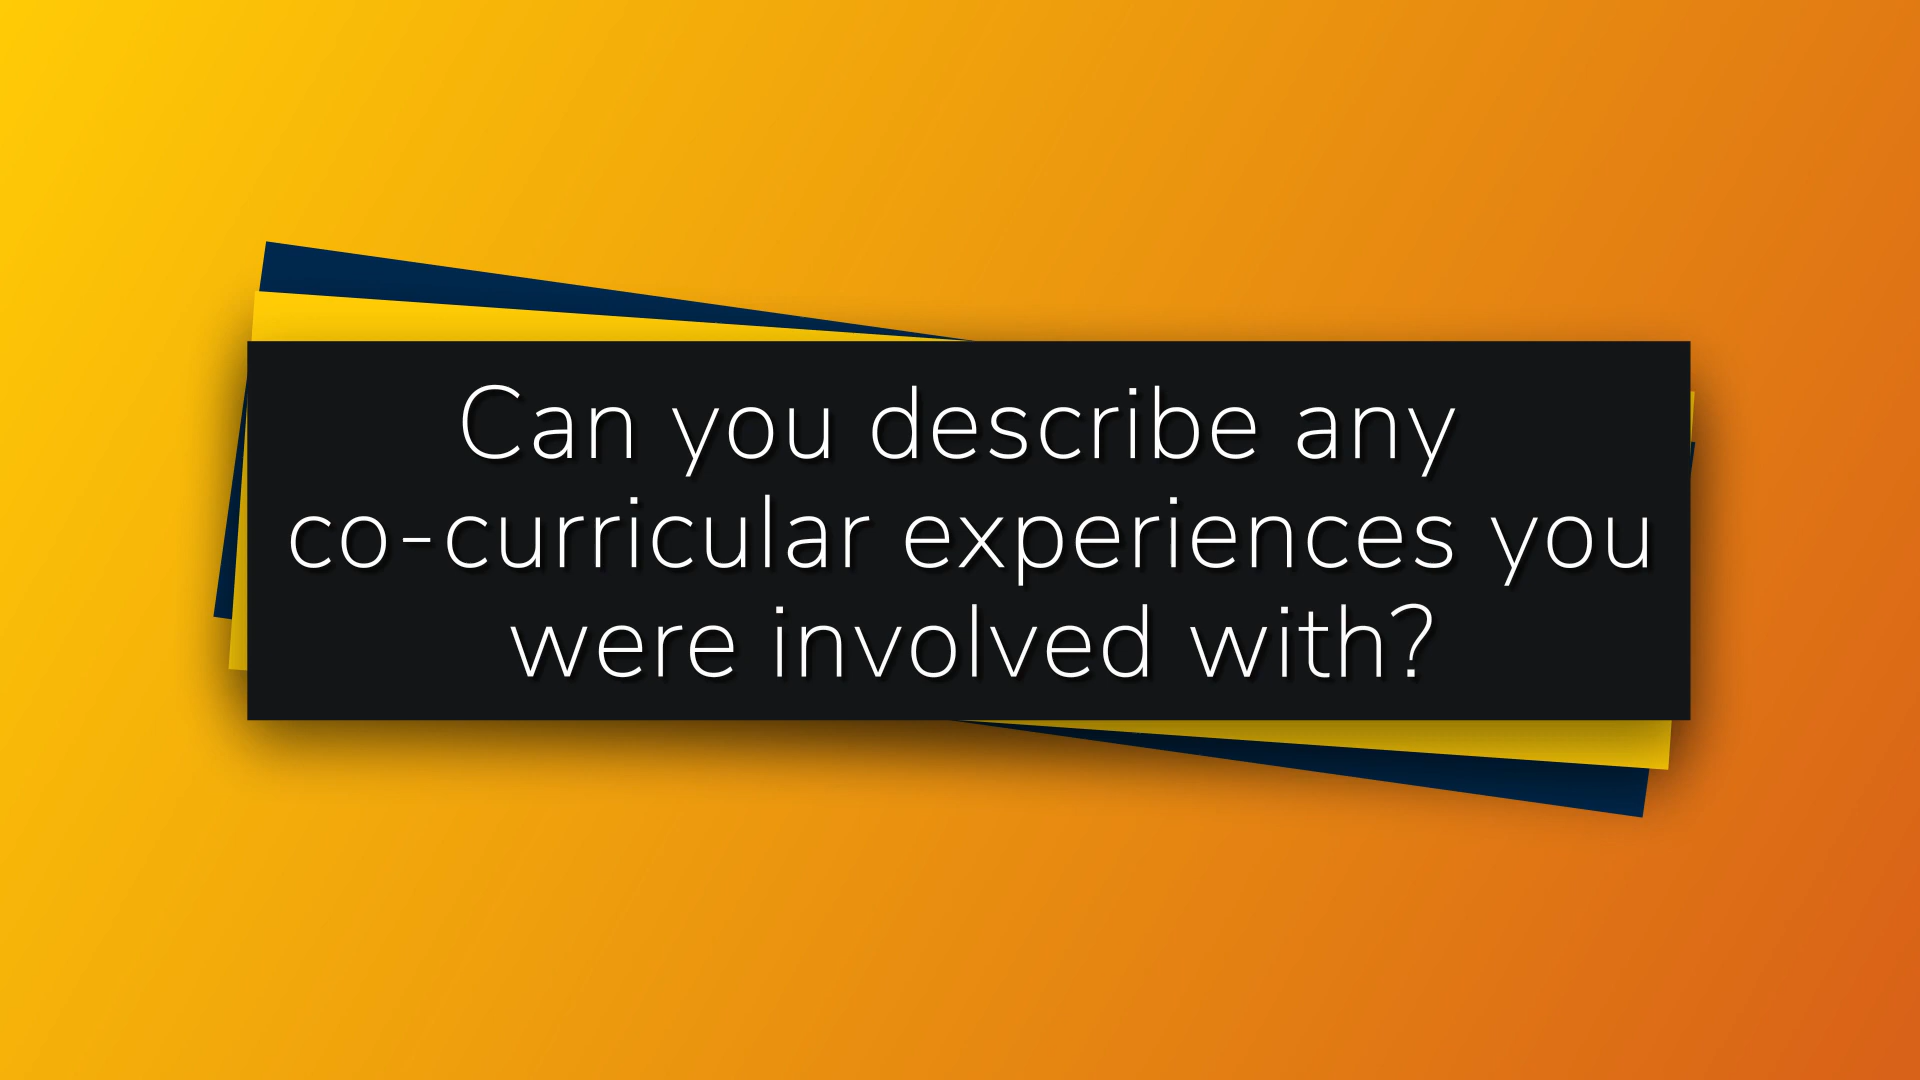 Can you describe any
co-curricular experiences you
were involved with?